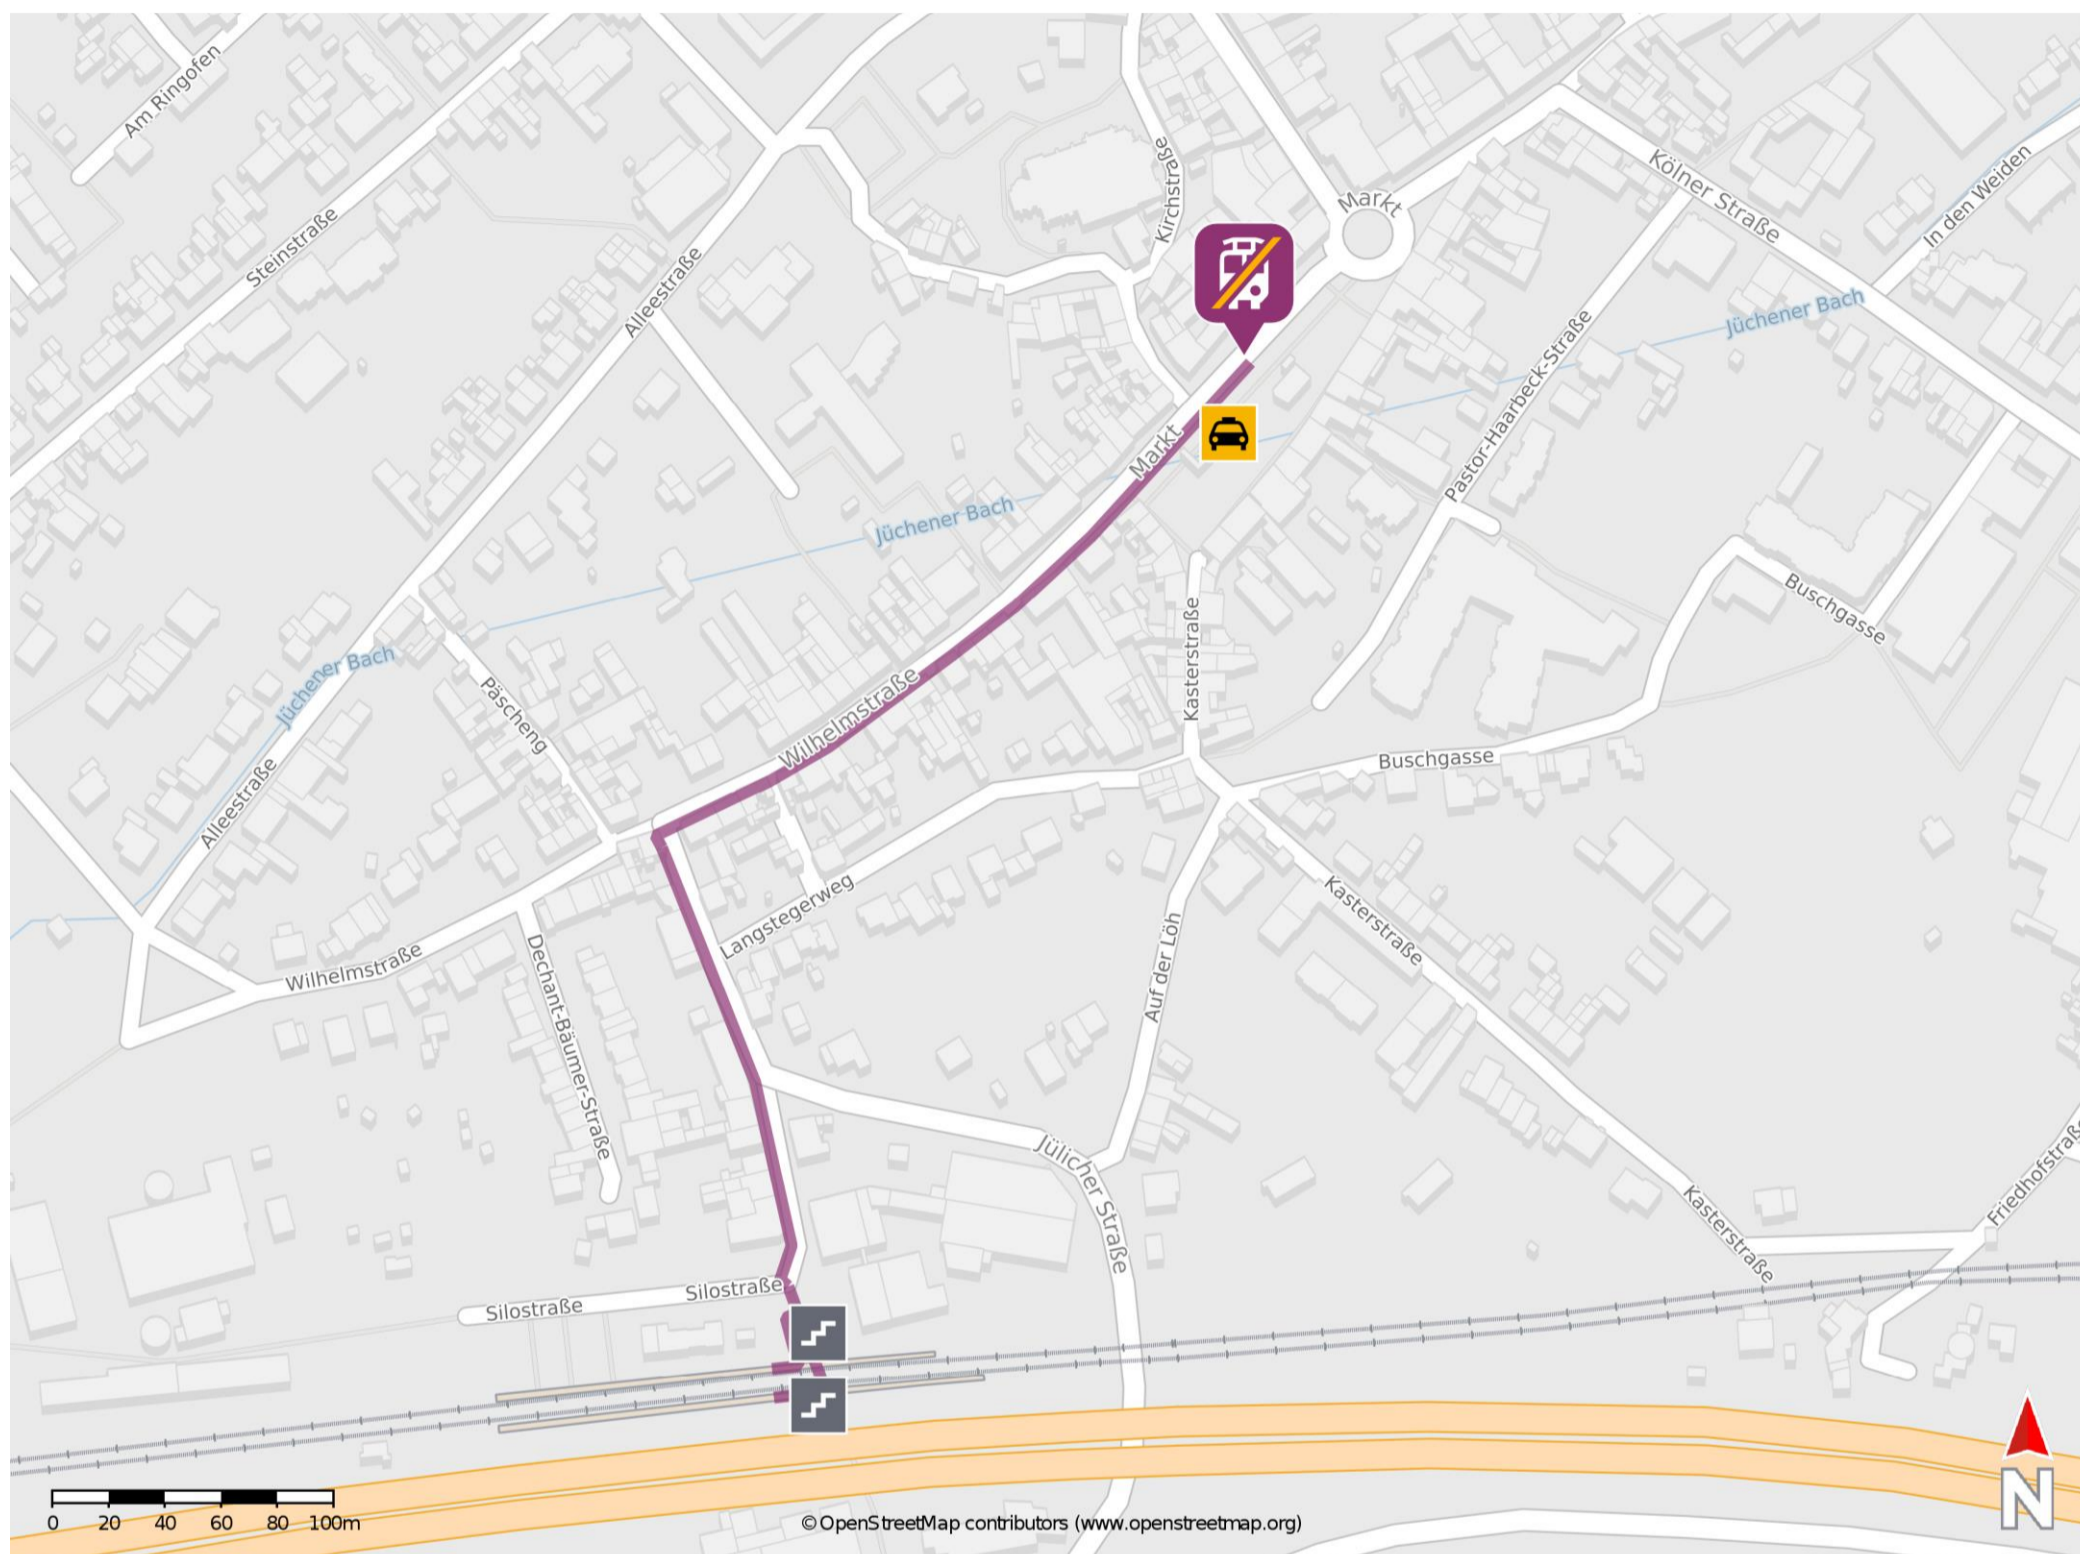 Am Ringofen
Steinstraße
Alleestraße
Kirchstraße
Markt
Kölner Straße
In den Weiden
Jüchener Bach
Pastor-Haarbeck-Straße
Markt
Jüchener Bach
Buschgasse
Kasterstraße
Jüchener Bach
Päscheng
Wilhelmstraße
Buschgasse
Alleestraße
Langstegerweg
Kasterstraße
Wilhelmstraße
Dechant-Bäumer-Straße
Auf der Löh
Jülicher Straße
Friedhofstraße
Kasterstraße
Silostraße
Silostraße
0 20 40 60 80 100m
©OpenStreetMap contributors (www.openstreetmap.org)
N